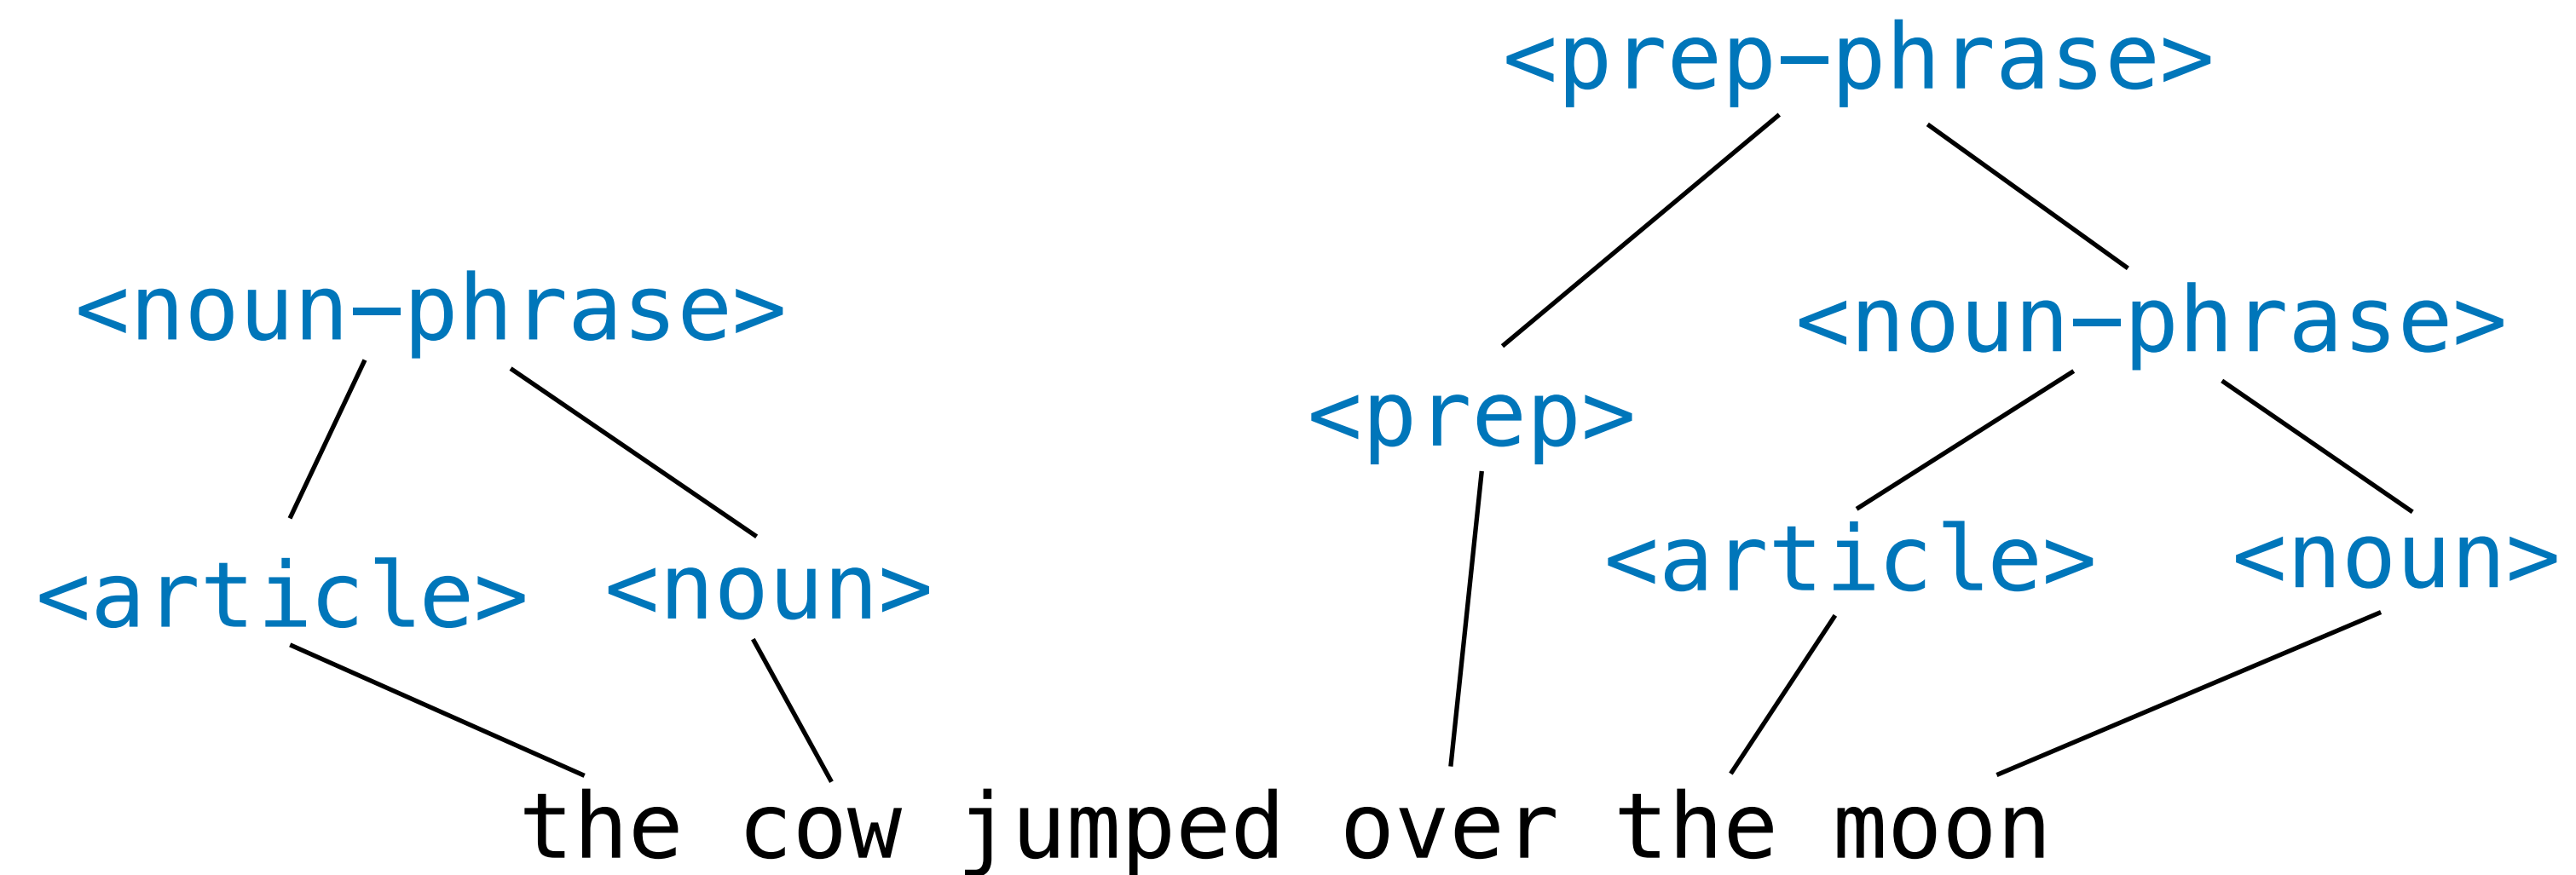 <prep-phrase>
<noun-phrase> <noun-phrase>
<prep>
<article> <noun> <article> <noun>
the cow jumped over the moon